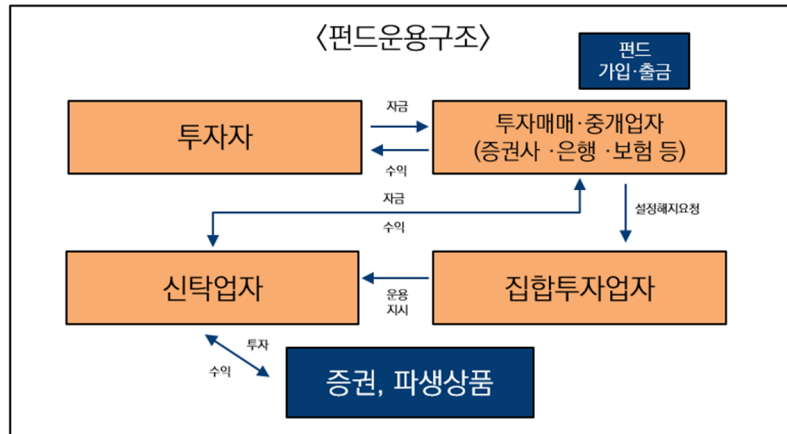 〈펀드운용구조〉
펀드
가입·출금
투자자
자금
수익
투자매매·중개업자
(증권사 ·은행 ·보험 등)
자금
수익
설정해지요청
신탁업자
운용
지시
집합투자업자
투자
수익
증권, 파생상품